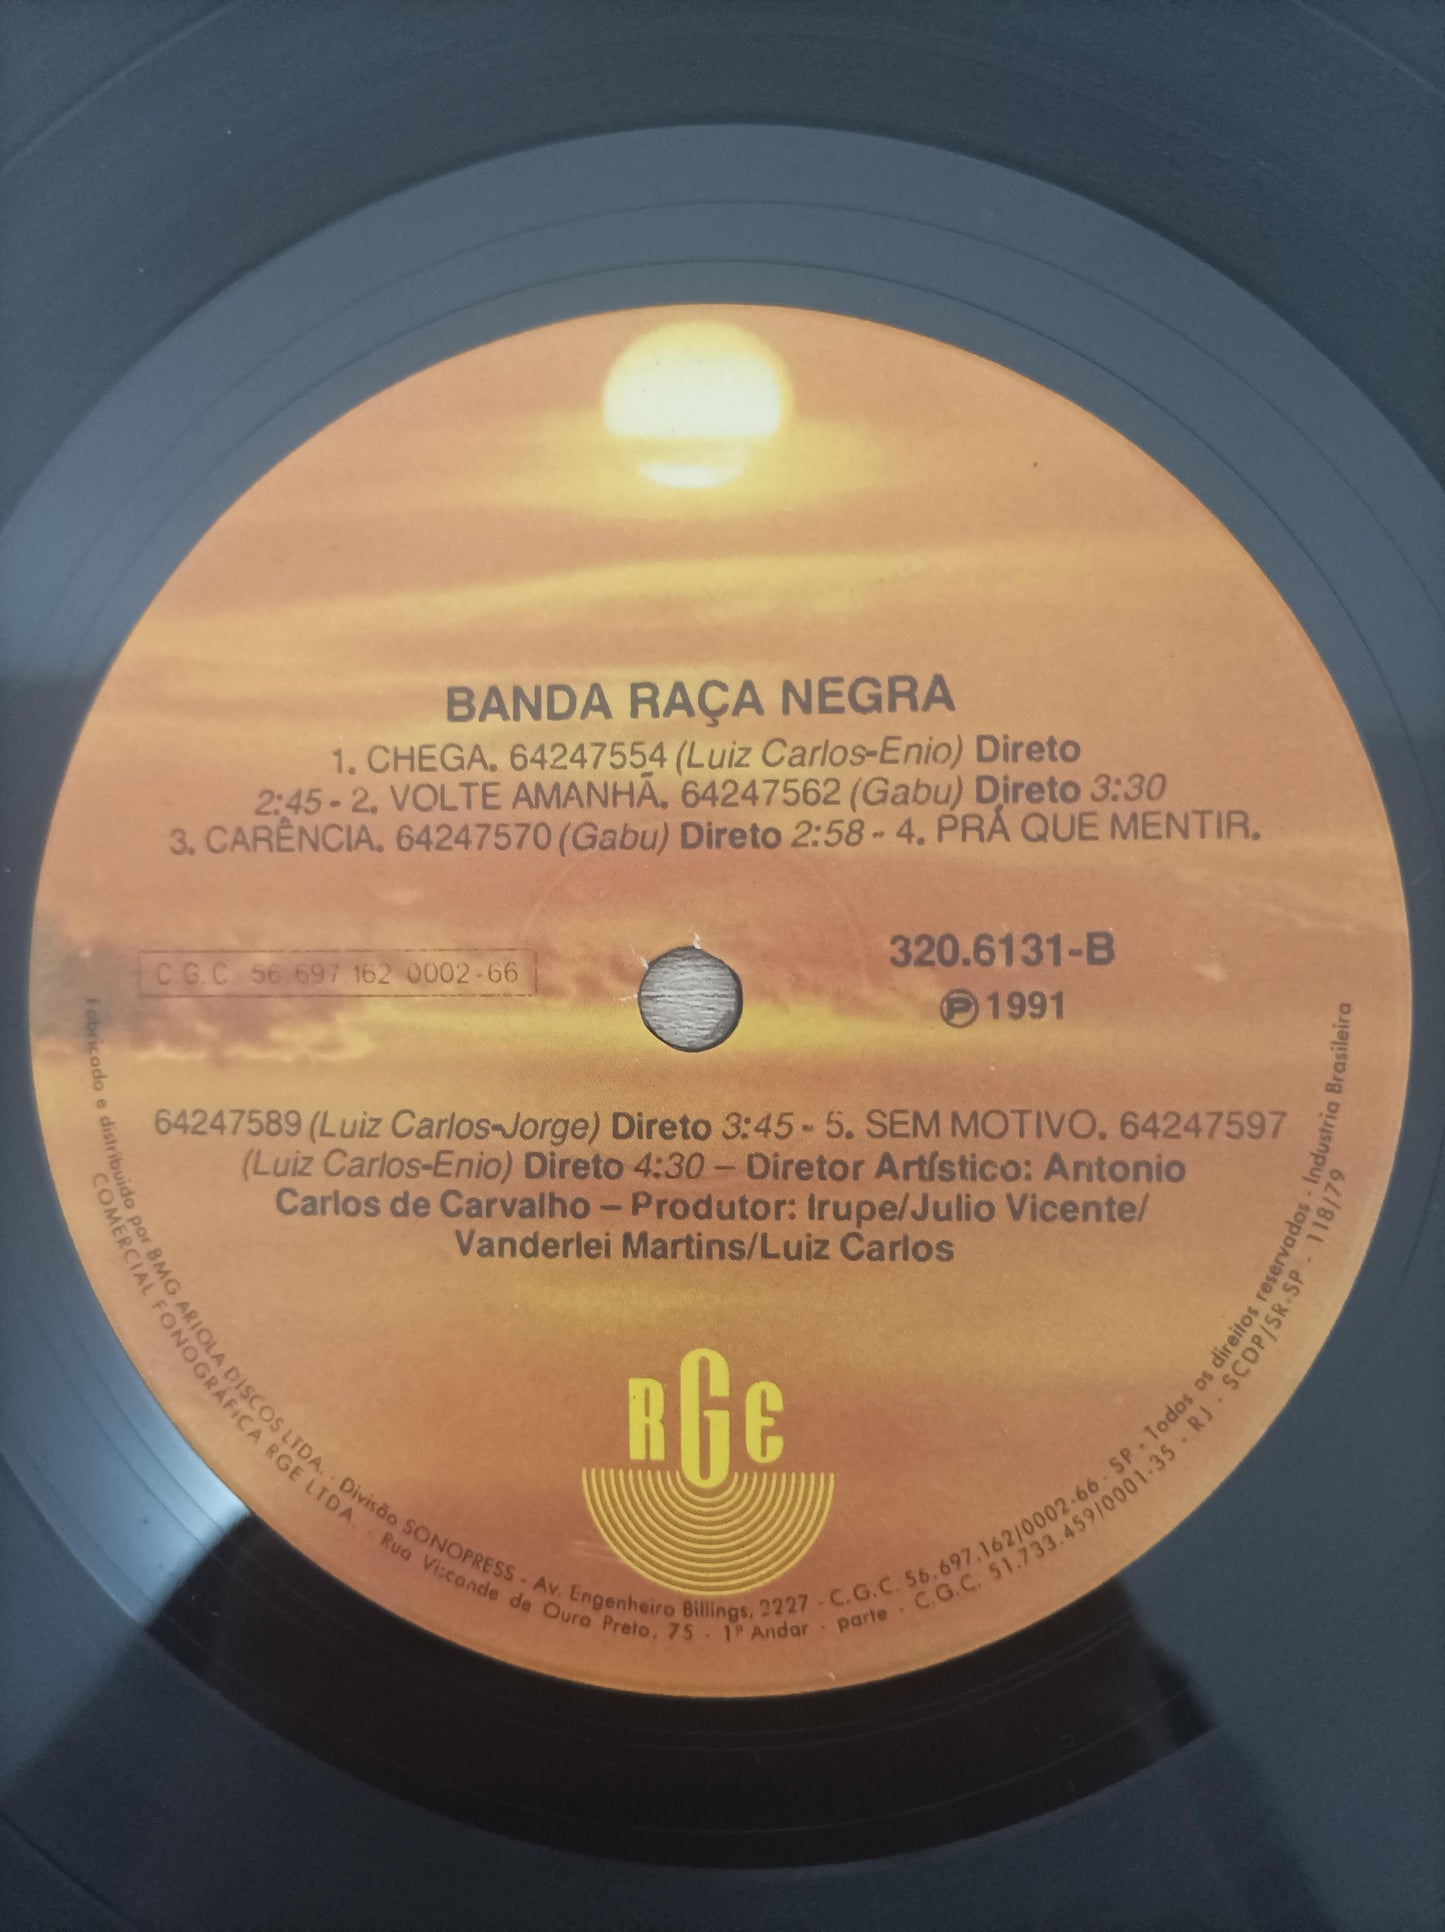 BANDA RAÇA NEGRA
1. CHEGA. 64247554 (Luiz Carlos-Enio) Direto
2:45 - 2. VOLTE AMANHÃ. 64247562 (Gabu) Direto 3:30
3. CARÊNCIA. 64247570 (Gabu) Direto 2:58 - 4. PRÁ QUE MENTIR.
C.G.C. 56 697 162 0002-66
320.6131-B
℗ 1991
64247589 (Luiz Carlos-Jorge) Direto 3:45 - 5. SEM MOTIVO. 64247597
(Luiz Carlos-Enio) Direto 4:30 – Diretor Artístico: Antonio
Carlos de Carvalho – Produtor: Irupe/Julio Vicente/
Vanderlei Martins/Luiz Carlos
RGE
Fabricado e distribuido por BMG ARIOLA DISCOS LTDA. - Divisão SONOPRESS - Av. Engenheiro Billings, 2227 - C.G.C. 56.697.162/0002-66 - SP - Todos os direitos reservados - Industria Brasileira
COMERCIAL FONOGRÁFICA RGE LTDA. - Rua Visconde de Ouro Preto, 75 - 1º Andar - parte - C.G.C. 51.733.459/0001-35 - RJ - SCDP/SR-SP - 118/79